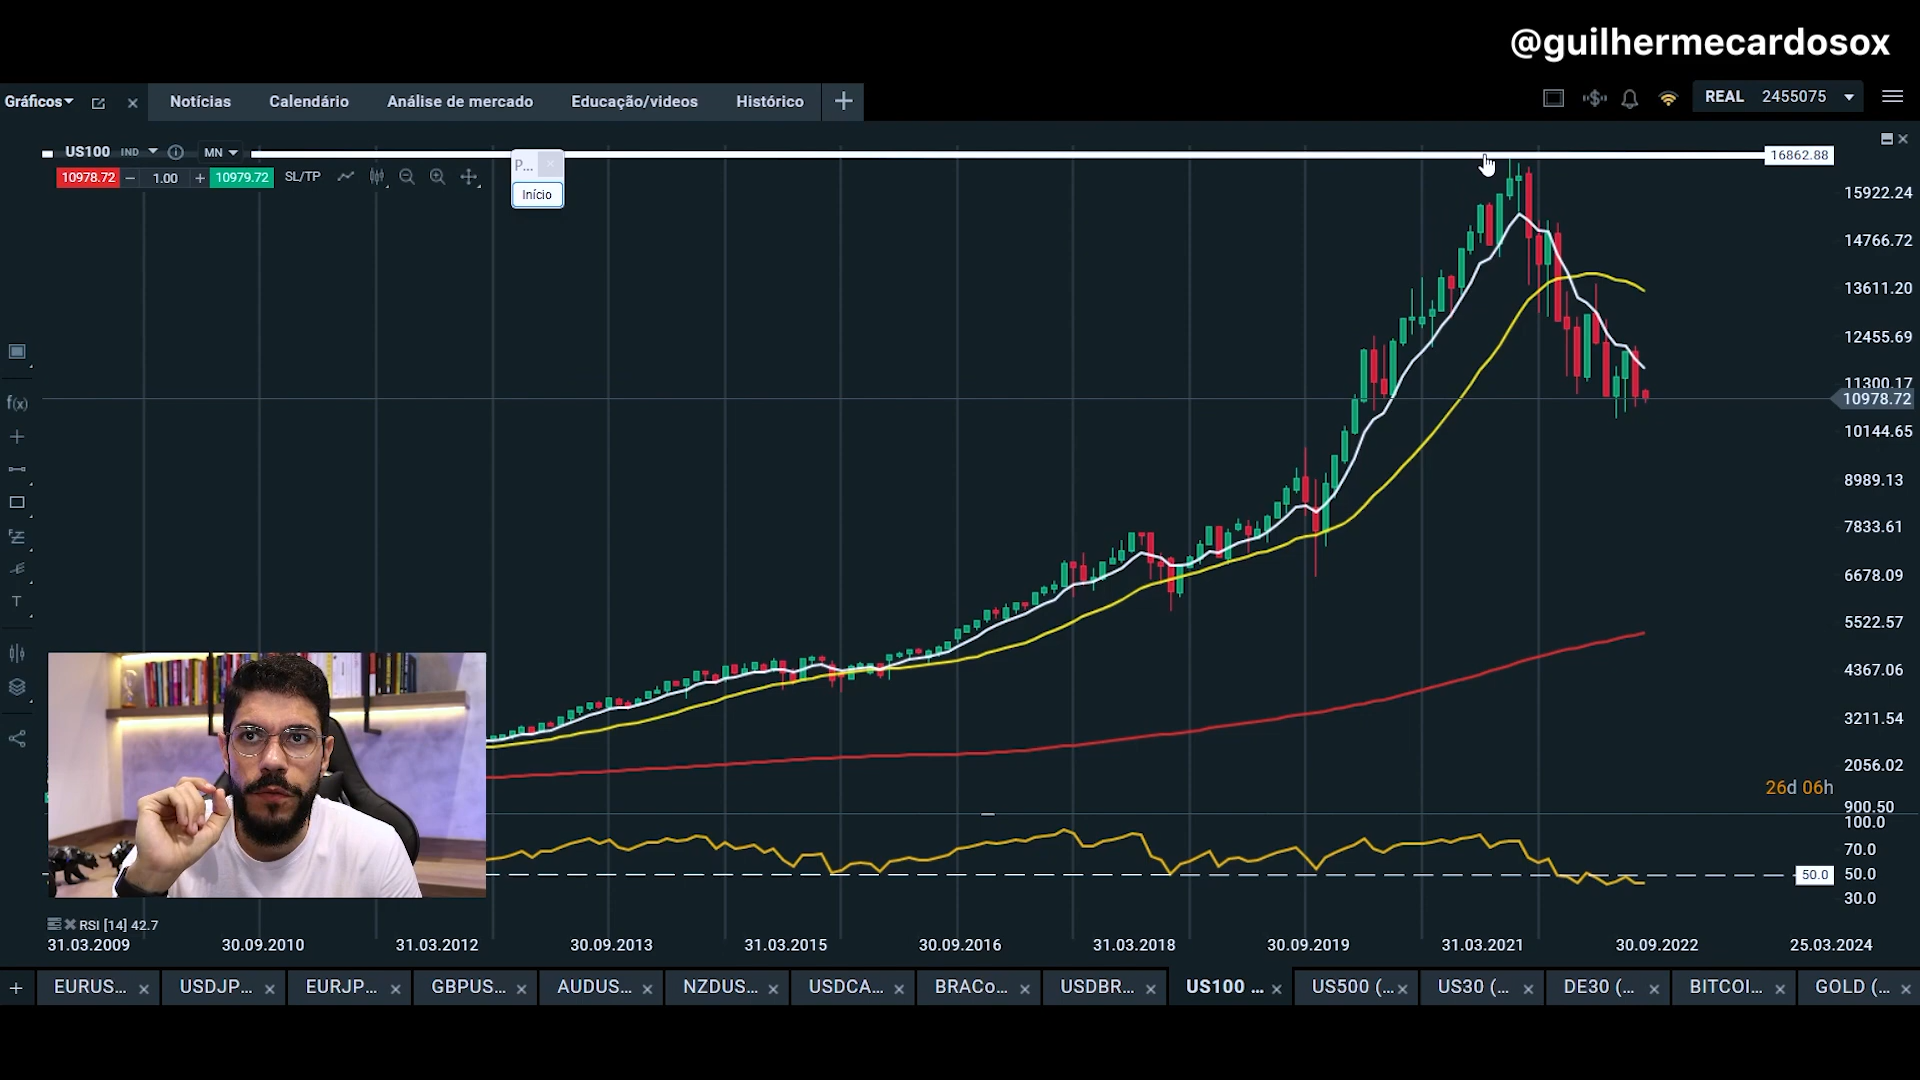 @guilhermecardosox
Gráficos Notícias Calendário Análise de mercado Educação/videos Histórico + REAL 2455075
US100 IND MN
P...
16862.88
10978.72 − 1.00 + 10979.72 SL/TP
Início
15922.24
14766.72
13611.20
12455.69
11300.17
10978.72
10144.65
8989.13
7833.61
6678.09
5522.57
4367.06
3211.54
2056.02
26d 06h
900.50
100.0
70.0
50.0 50.0
30.0
f(x)
T
RSI [14] 42.7
31.03.2009 30.09.2010 31.03.2012 30.09.2013 31.03.2015 30.09.2016 31.03.2018 30.09.2019 31.03.2021 30.09.2022 25.03.2024
+ EURUS... USDJP... EURJP... GBPUS... AUDUS... NZDUS... USDCA... BRACo... USDBR... US100 ... US500 (... US30 (... DE30 (... BITCOI... GOLD (...